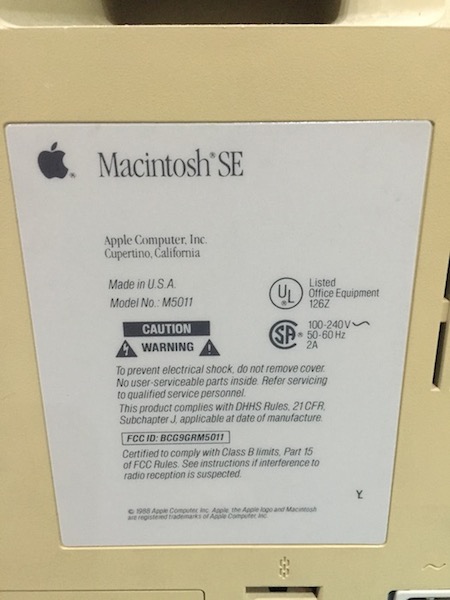 Macintosh® SE
Apple Computer, Inc.
Cupertino, California
Made in U.S.A.
Model No.: M5011
CAUTION
WARNING
To prevent electrical shock, do not remove cover.
No user-serviceable parts inside. Refer servicing
to qualified service personnel.
This product complies with DHHS Rules, 21 CFR,
Subchapter J, applicable at date of manufacture.
FCC ID: BCG9GRM5011
Certified to comply with Class B limits, Part 15
of FCC Rules. See instructions if interference to
radio reception is suspected.
© 1988 Apple Computer, Inc. Apple, the Apple logo and Macintosh
are registered trademarks of Apple Computer, Inc.
UL
®
Listed
Office Equipment
126Z
SA®
100-240V
50-60 Hz
2A
Y